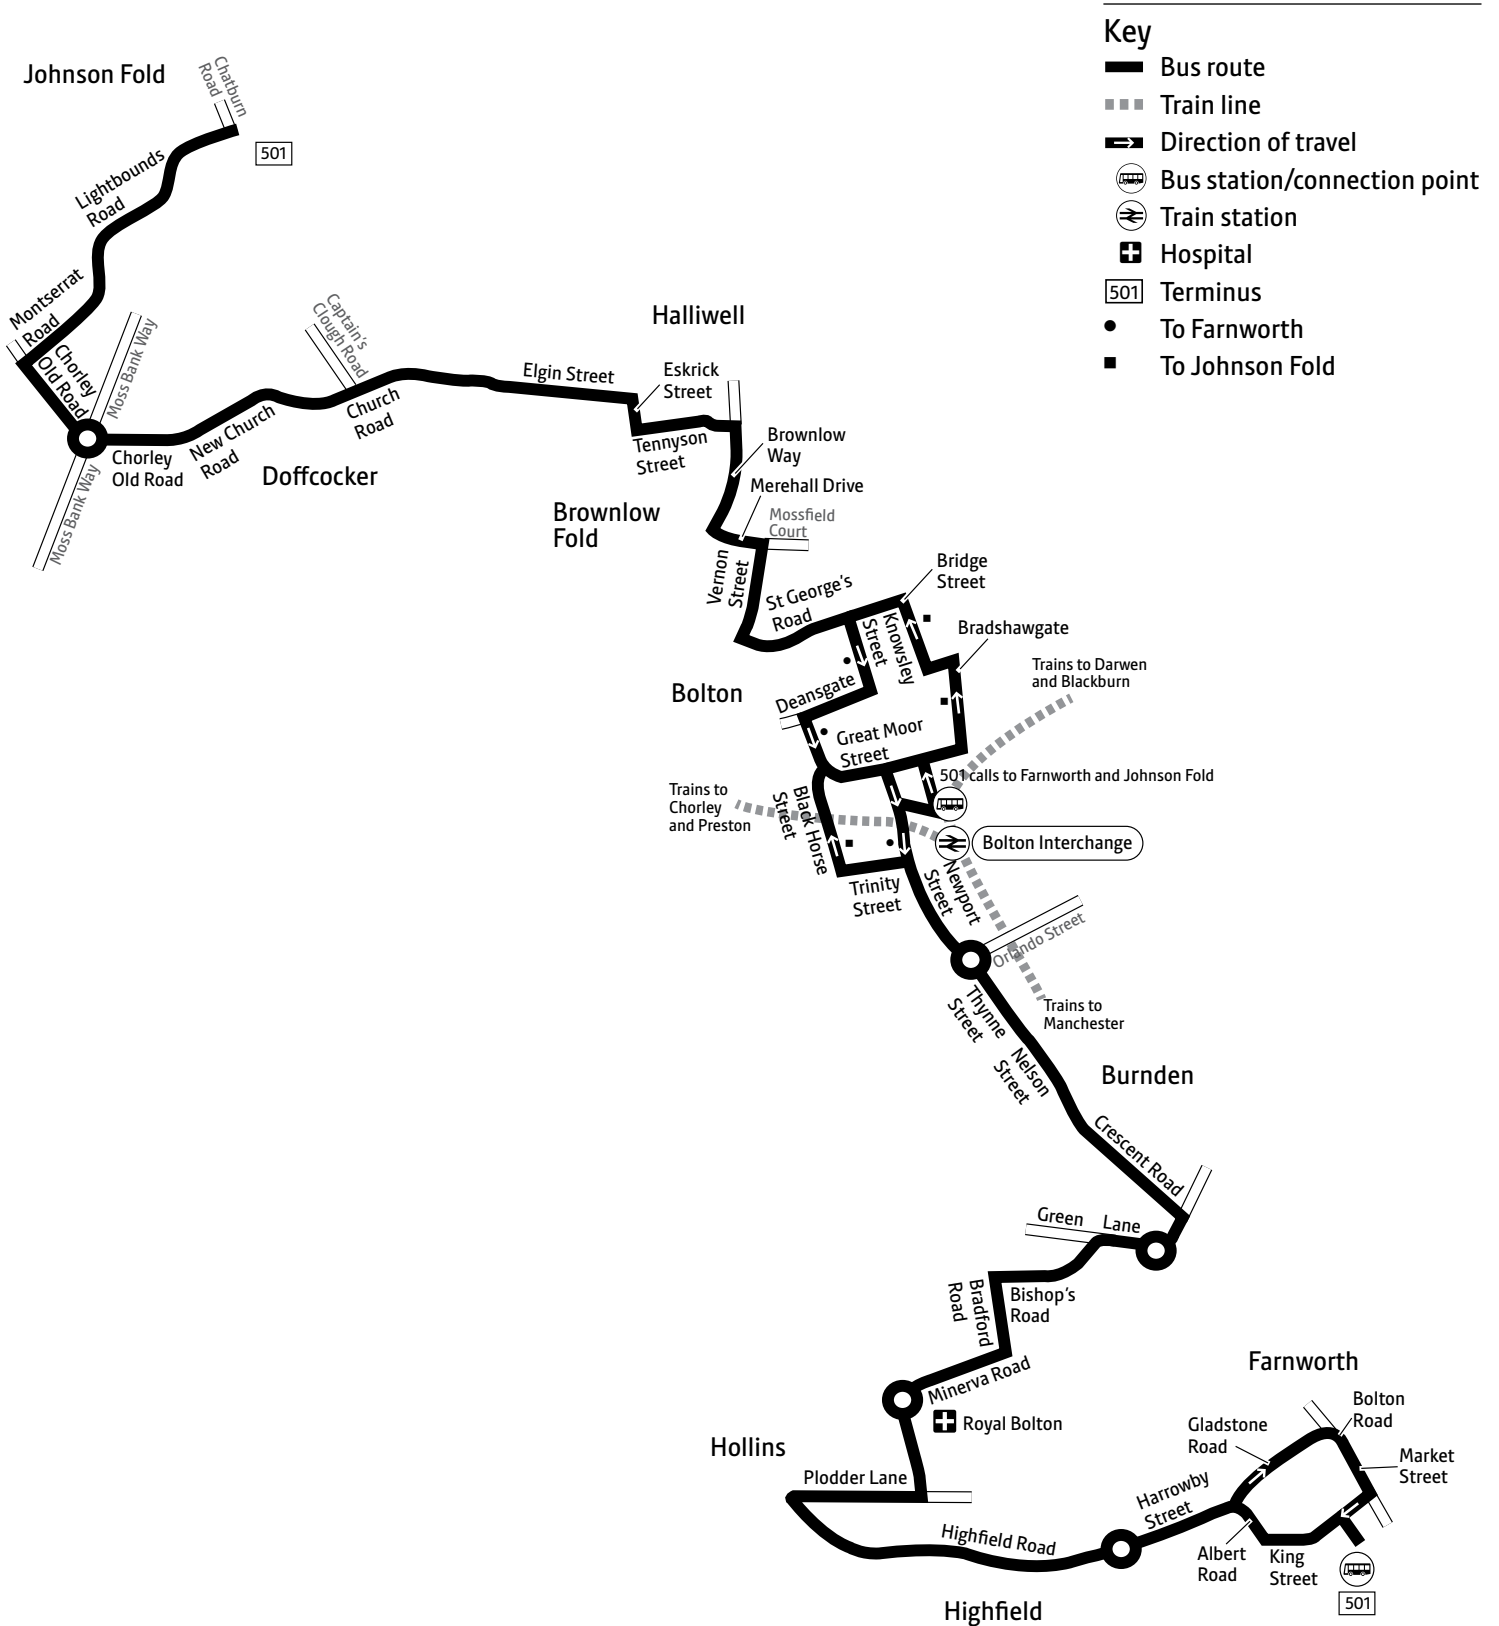 Key
Bus route
Train line
Direction of travel
Bus station/connection point
Train station
Hospital
501 Terminus
To Farnworth
To Johnson Fold
Johnson Fold
Chatburn
Road
501
Lightbounds
Road
Montserrat
Road
Chorley
Old Road
Moss Bank Way
Moss Bank Way
Chorley
Old Road
New Church
Road
Doffcocker
Captain's
Clough Road
Church
Road
Elgin Street
Halliwell
Eskrick
Street
Tennyson
Street
Brownlow
Way
Merehall Drive
Mossfield
Court
Brownlow
Fold
Vernon
Street
St George's
Road
Bridge
Street
Knowsley
Street
Bradshawgate
Trains to Darwen
and Blackburn
Bolton
Deansgate
Great Moor
Street
501 calls to Farnworth and Johnson Fold
Trains to
Chorley
and Preston
Black Horse
Street
Bolton Interchange
Trinity
Street
Newport
Street
Orlando Street
Trains to
Manchester
Thynne
Street
Nelson
Street
Burnden
Crescent Road
Green Lane
Bishop's
Road
Bradford
Road
Minerva Road
Royal Bolton
Hollins
Plodder Lane
Highfield Road
Highfield
Harrowby
Street
Farnworth
Gladstone
Road
Bolton
Road
Market
Street
Albert
Road
King
Street
501